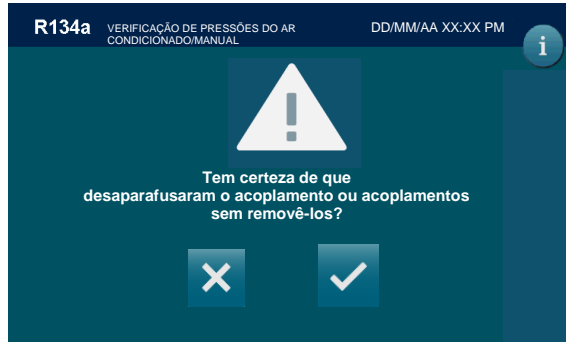 R134a
VERIFICAÇÃO DE PRESSÕES DO AR
CONDICIONADO/MANUAL
DD/MM/AA XX:XX PM
i
Tem certeza de que
desaparafusaram o acoplamento ou acoplamentos
sem removê-los?